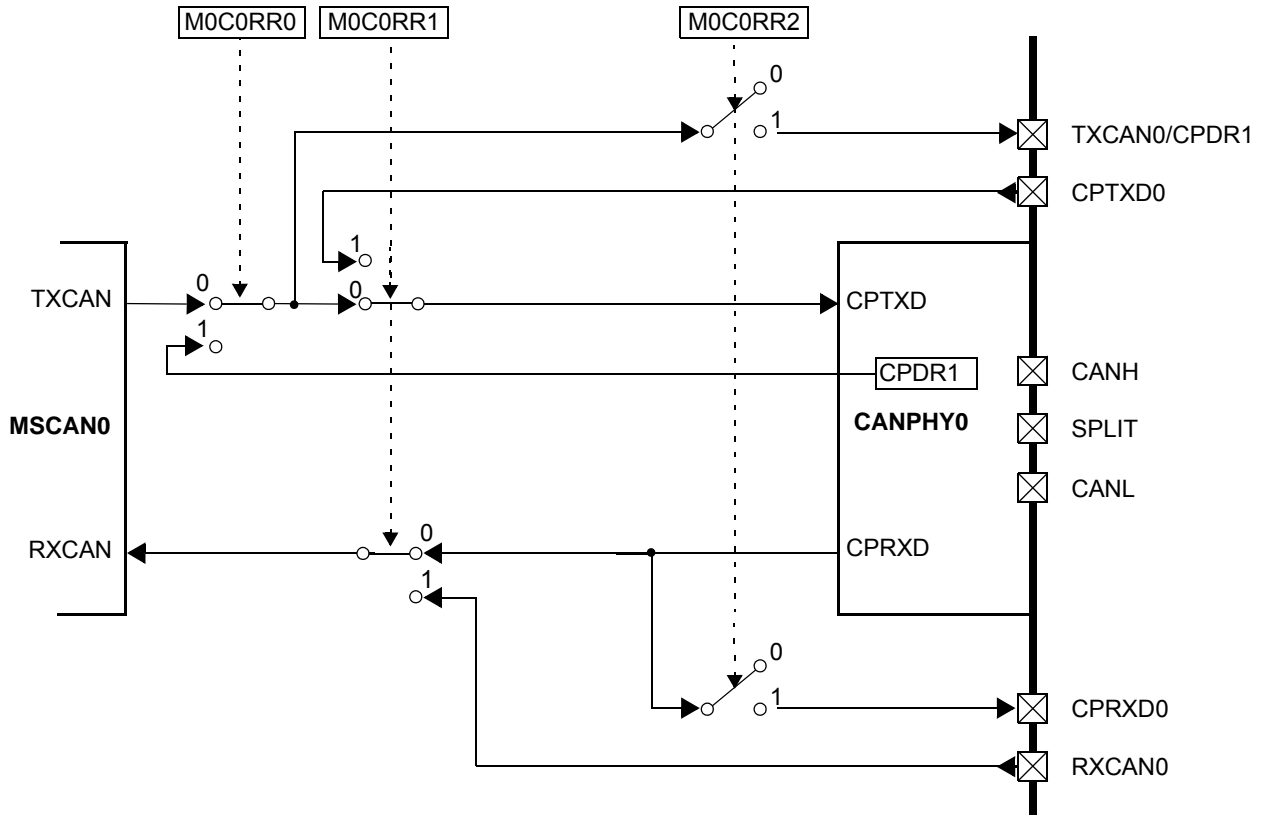 M0C0RR0
M0C0RR1
M0C0RR2
0
1
TXCAN0/CPDR1
CPTXD0
1
TXCAN
0
0
CPTXD
1
CPDR1
CANH
MSCAN0
CANPHY0
SPLIT
CANL
RXCAN
0
CPRXD
1
0
1
CPRXD0
RXCAN0